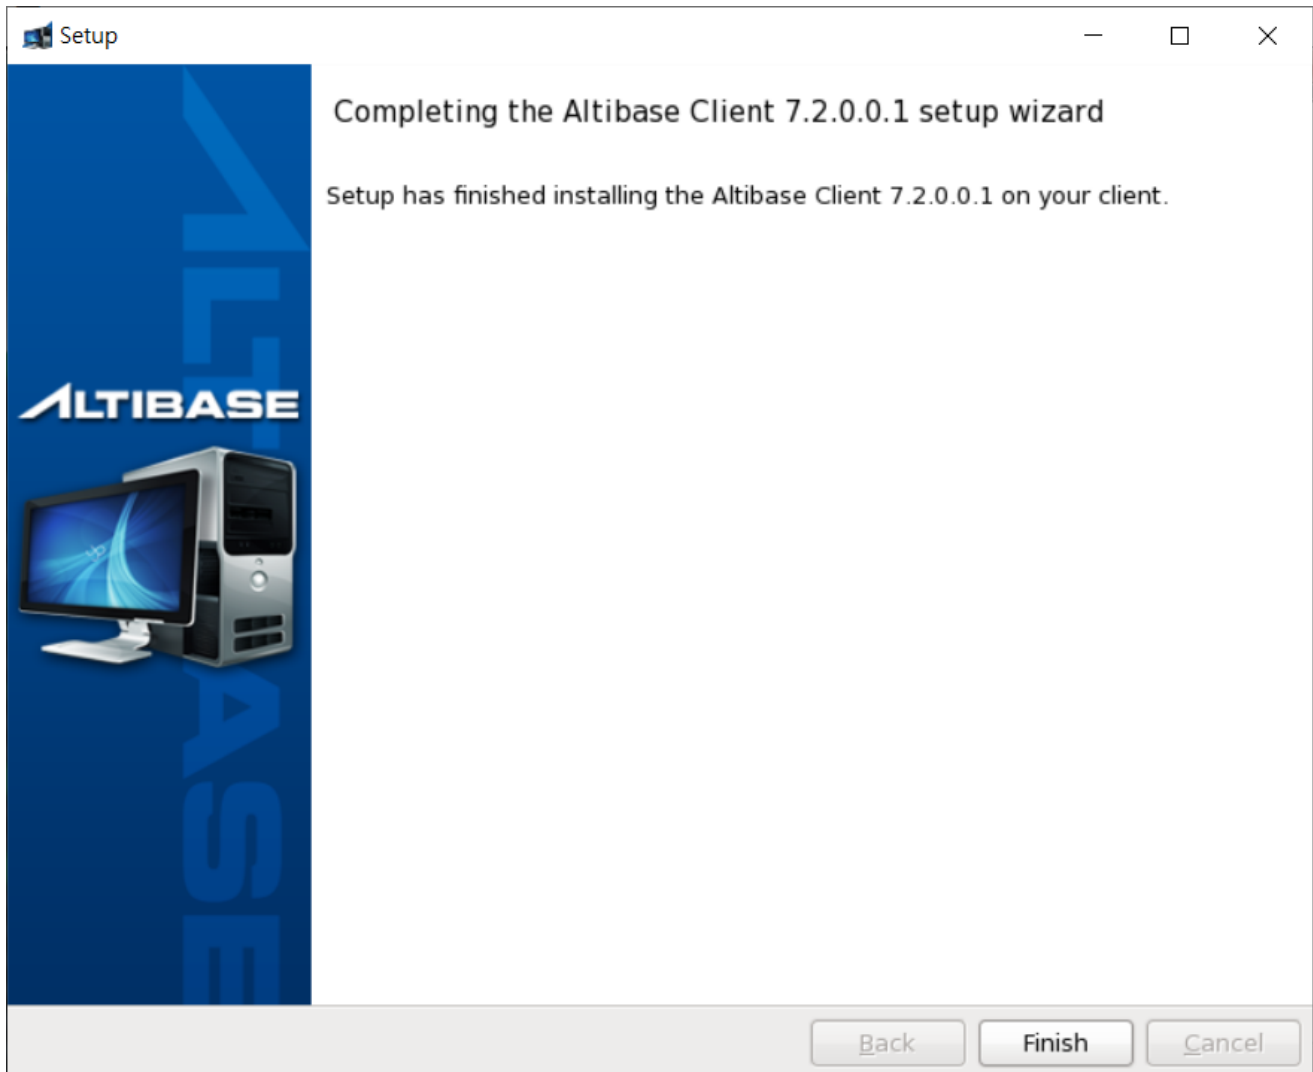 Setup
Completing the Altibase Client 7.2.0.0.1 setup wizard
Setup has finished installing the Altibase Client 7.2.0.0.1 on your client.
ALTIBASE
ALTIBASE
Back
Finish
Cancel